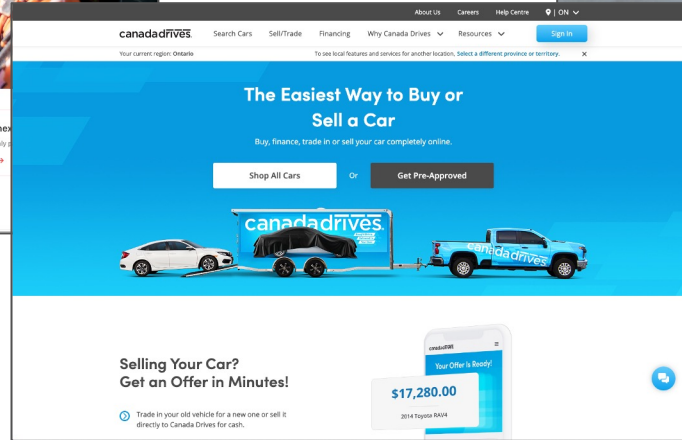 About Us Careers Help Centre | ON
canadadrives. Search Cars Sell/Trade Financing Why Canada Drives Resources Sign In
Your current region: Ontario To see local features and services for another location, Select a different province or territory. ×
The Easiest Way to Buy or
Sell a Car
Buy, finance, trade in or sell your car completely online.
Shop All Cars Or Get Pre-Approved
canadadrives.
canadadrives
Selling Your Car?
Get an Offer in Minutes!
Trade in your old vehicle for a new one or sell it
directly to Canada Drives for cash.
canadadrives
Your Offer is Ready!
$17,280.00
2014 Toyota RAV4